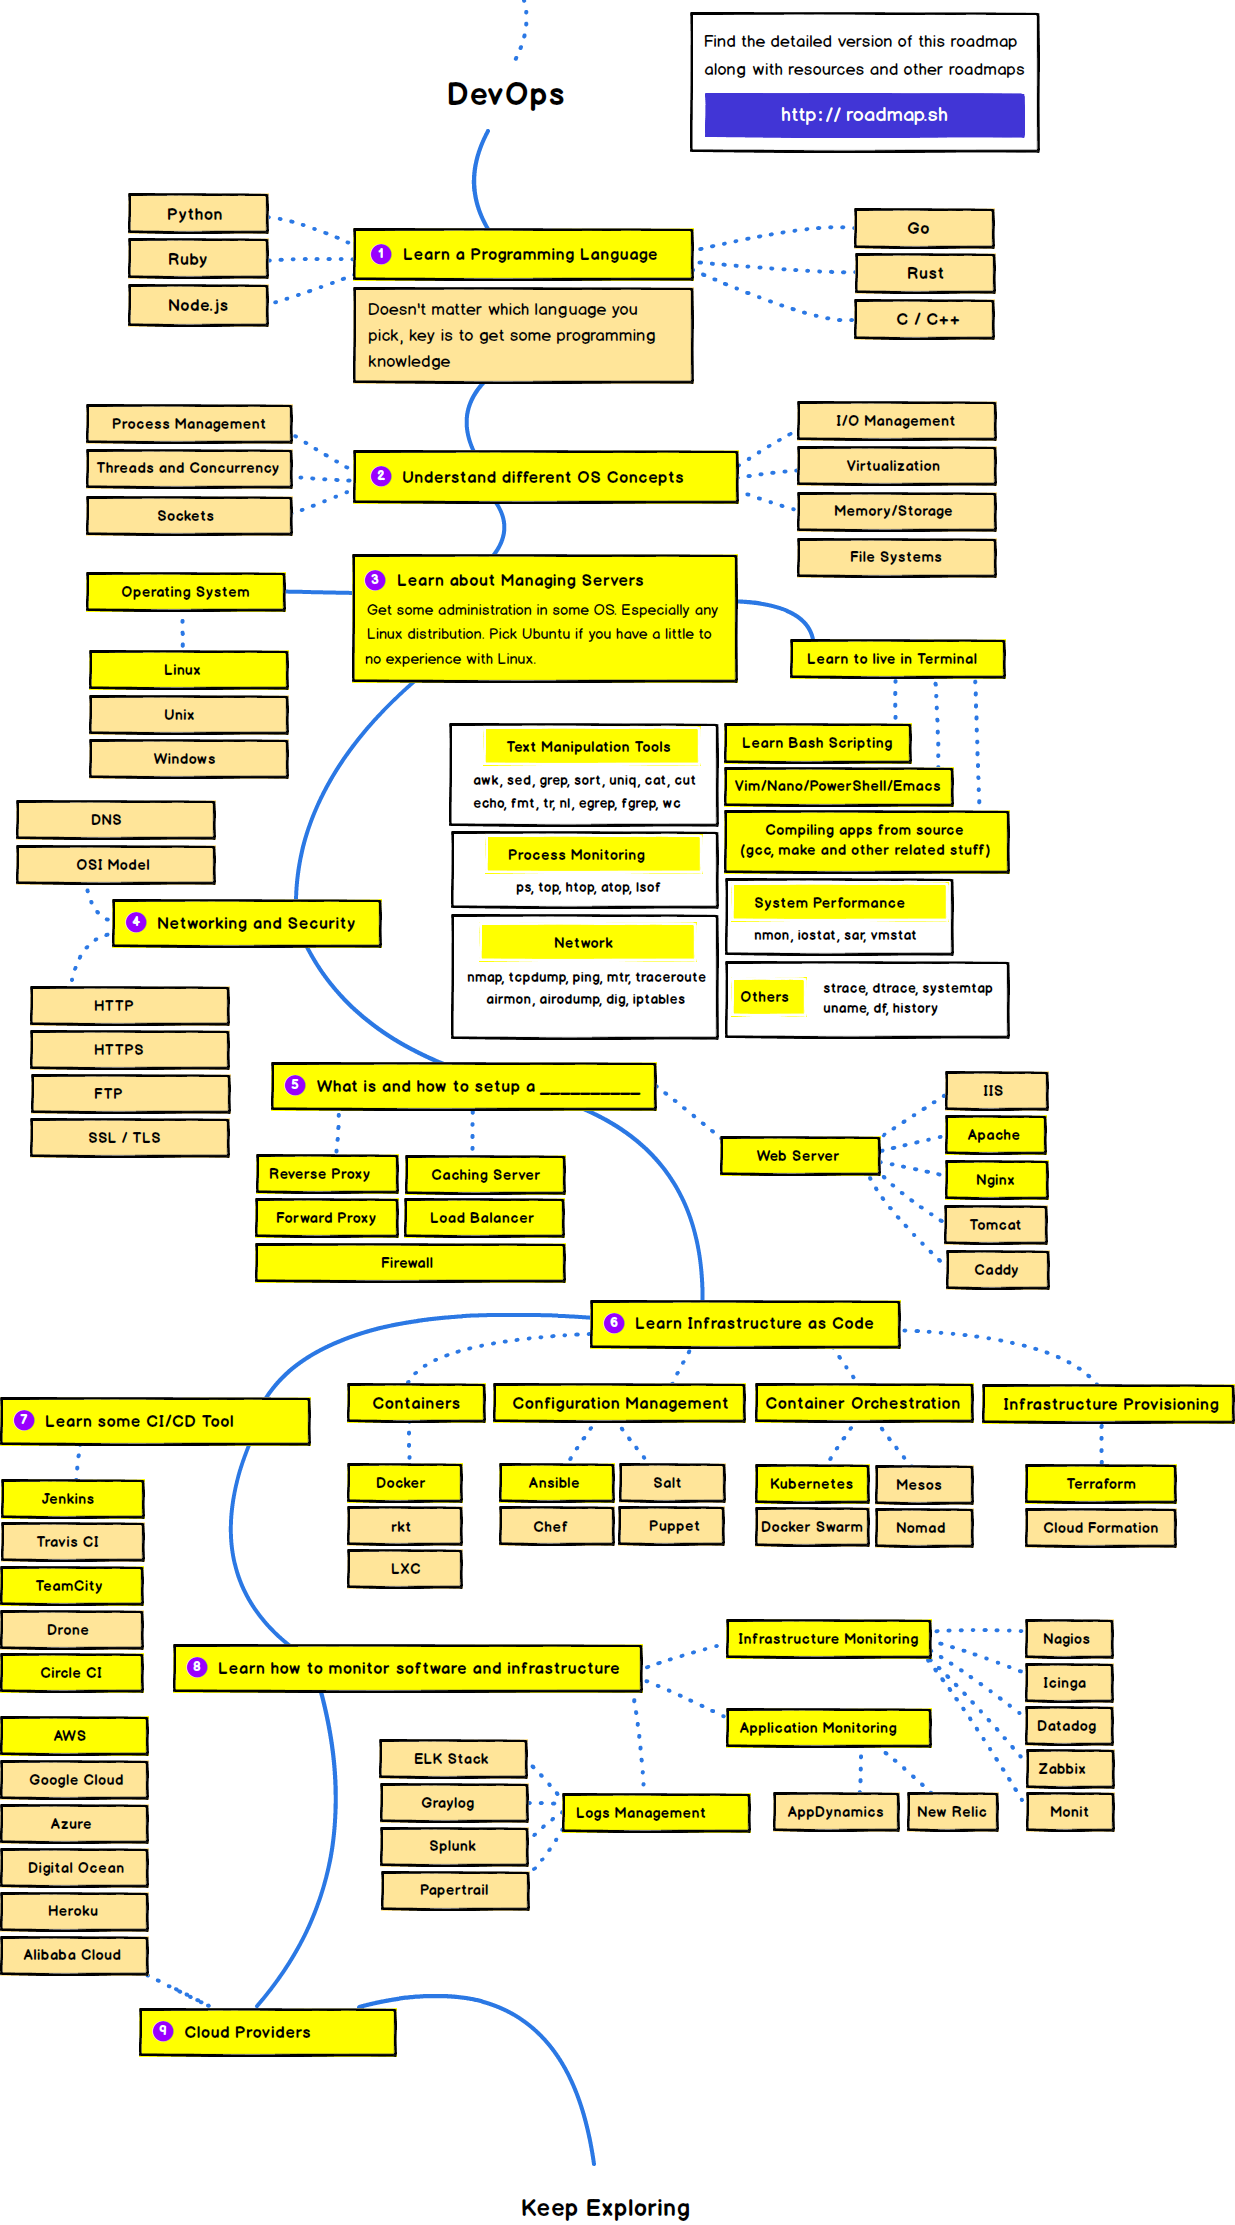 Find the detailed version of this roadmap
along with resources and other roadmaps
http:// roadmap.sh
DevOps
Python
Ruby
Node.js
1 Learn a Programming Language
Doesn't matter which language you
pick, key is to get some programming
knowledge
Go
Rust
C / C++
Process Management
Threads and Concurrency
Sockets
2 Understand different OS Concepts
I/O Management
Virtualization
Memory/Storage
File Systems
3 Learn about Managing Servers
Get some administration in some OS. Especially any
Linux distribution. Pick Ubuntu if you have a little to
no experience with Linux.
Operating System
Linux
Unix
Windows
Learn to live in Terminal
Text Manipulation Tools
awk, sed, grep, sort, uniq, cat, cut
echo, fmt, tr, nl, egrep, fgrep, wc
Process Monitoring
ps, top, htop, atop, lsof
Network
nmap, tcpdump, ping, mtr, traceroute
airmon, airodump, dig, iptables
Learn Bash Scripting
Vim/Nano/PowerShell/Emacs
Compiling apps from source
(gcc, make and other related stuff)
System Performance
nmon, iostat, sar, vmstat
Others
strace, dtrace, systemtap
uname, df, history
DNS
OSI Model
4 Networking and Security
HTTP
HTTPS
FTP
SSL / TLS
5 What is and how to setup a __________
Reverse Proxy
Caching Server
Forward Proxy
Load Balancer
Firewall
Web Server
IIS
Apache
Nginx
Tomcat
Caddy
6 Learn Infrastructure as Code
Containers
Docker
rkt
LXC
Configuration Management
Ansible
Salt
Chef
Puppet
Container Orchestration
Kubernetes
Mesos
Docker Swarm
Nomad
Infrastructure Provisioning
Terraform
Cloud Formation
7 Learn some CI/CD Tool
Jenkins
Travis CI
TeamCity
Drone
Circle CI
8 Learn how to monitor software and infrastructure
Infrastructure Monitoring
Nagios
Icinga
Datadog
Zabbix
Monit
Application Monitoring
AppDynamics
New Relic
Logs Management
ELK Stack
Graylog
Splunk
Papertrail
AWS
Google Cloud
Azure
Digital Ocean
Heroku
Alibaba Cloud
9 Cloud Providers
Keep Exploring